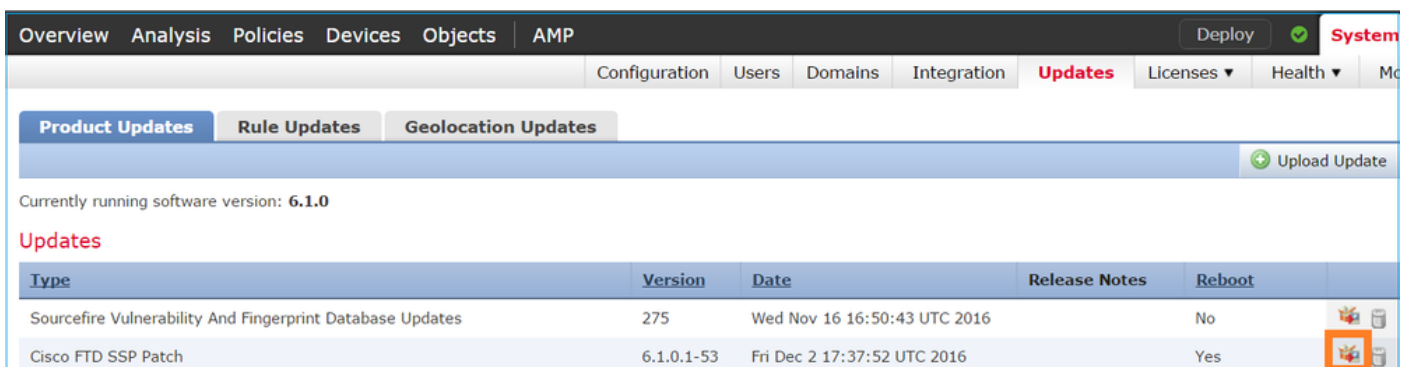 Overview Analysis Policies Devices Objects AMP Deploy System
Configuration Users Domains Integration Updates Licenses ▾ Health ▾
Product Updates Rule Updates Geolocation Updates
Upload Update
Currently running software version: 6.1.0
Updates
Type Version Date Release Notes Reboot
Sourcefire Vulnerability And Fingerprint Database Updates 275 Wed Nov 16 16:50:43 UTC 2016 No
Cisco FTD SSP Patch 6.1.0.1-53 Fri Dec 2 17:37:52 UTC 2016 Yes